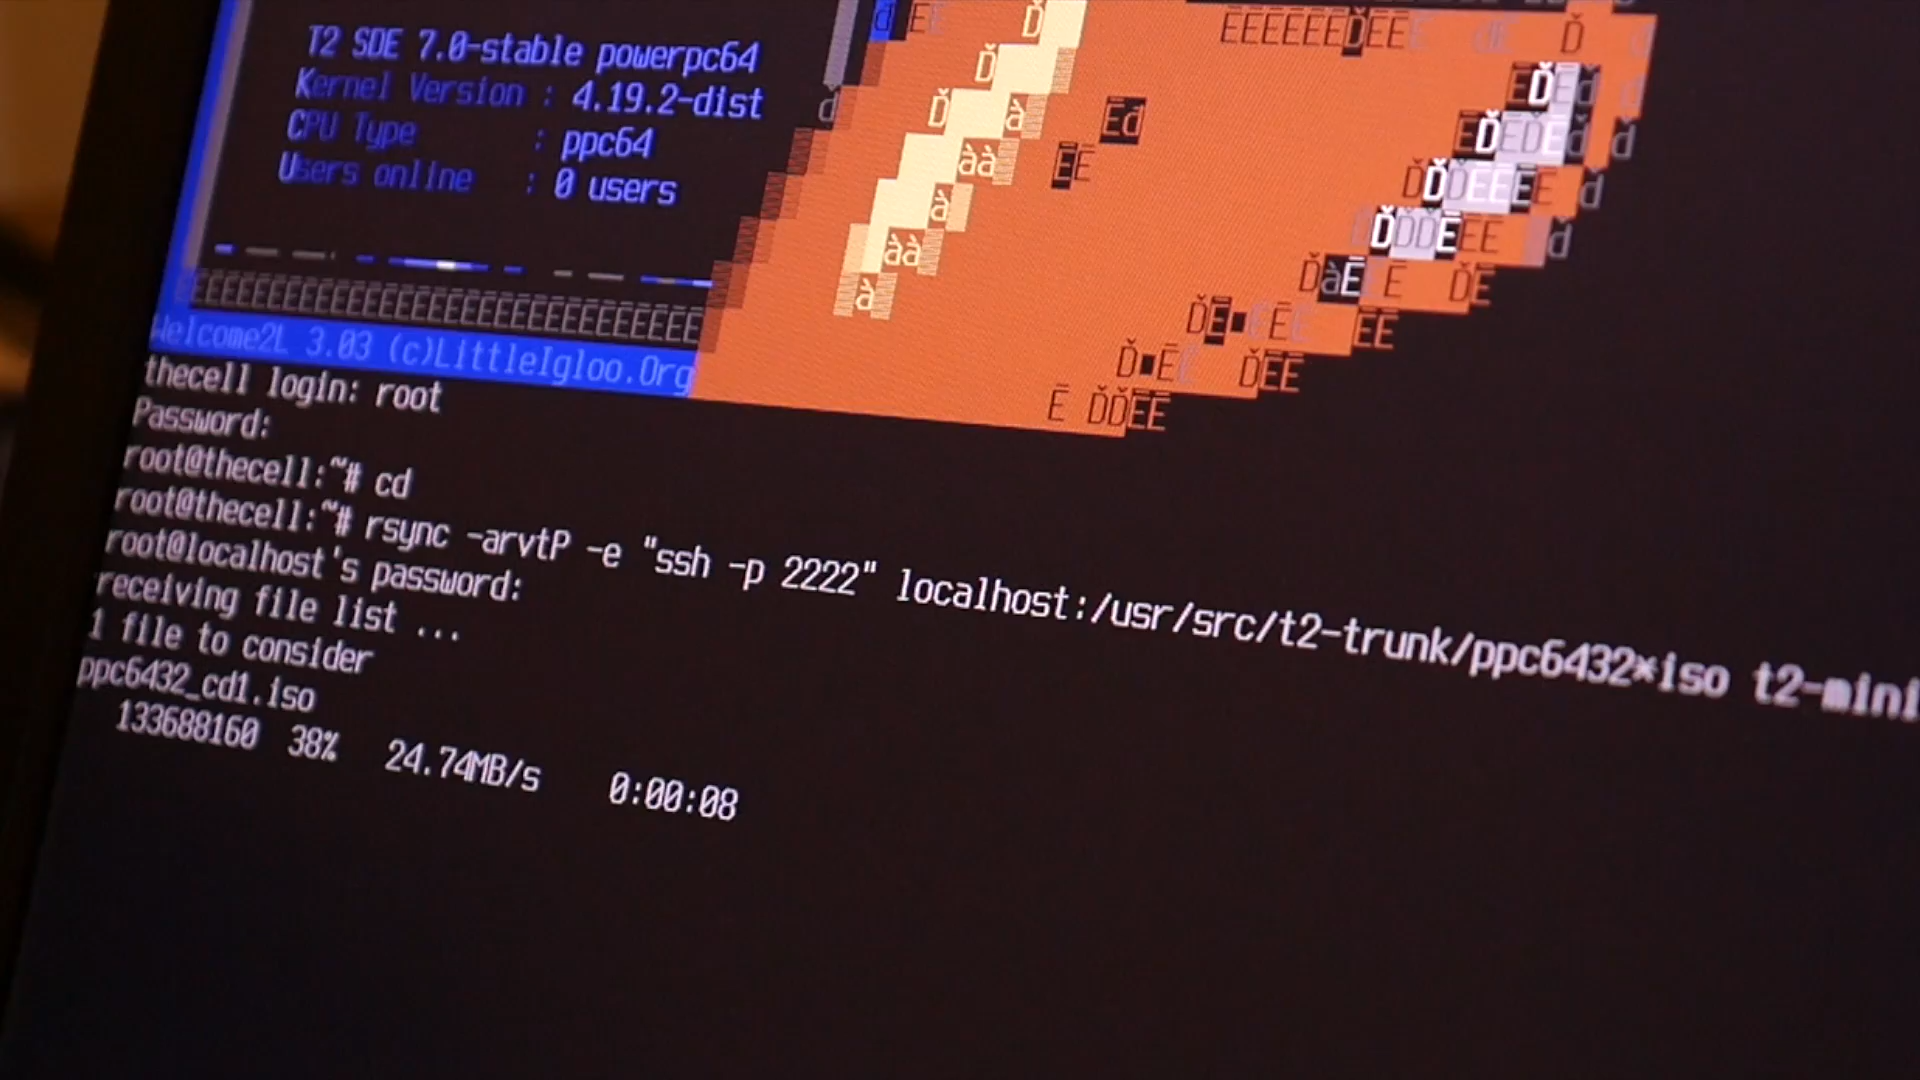 T2 SDE 7.0-stable powerpc64
Kernel Version : 4.19.2-dist
CPU Type : ppc64
Users online : 0 users
Welcome2L 3.03 (c)LittleIgloo.Org
thecell login: root
Password:
root@thecell:~# cd
root@thecell:~# rsync -arvtP -e "ssh -p 2222" localhost:/usr/src/t2-trunk/ppc6432*iso t2-mini
root@localhost's password:
receiving file list ...
1 file to consider
ppc6432_cd1.iso
133688160 38% 24.74MB/s 0:00:08